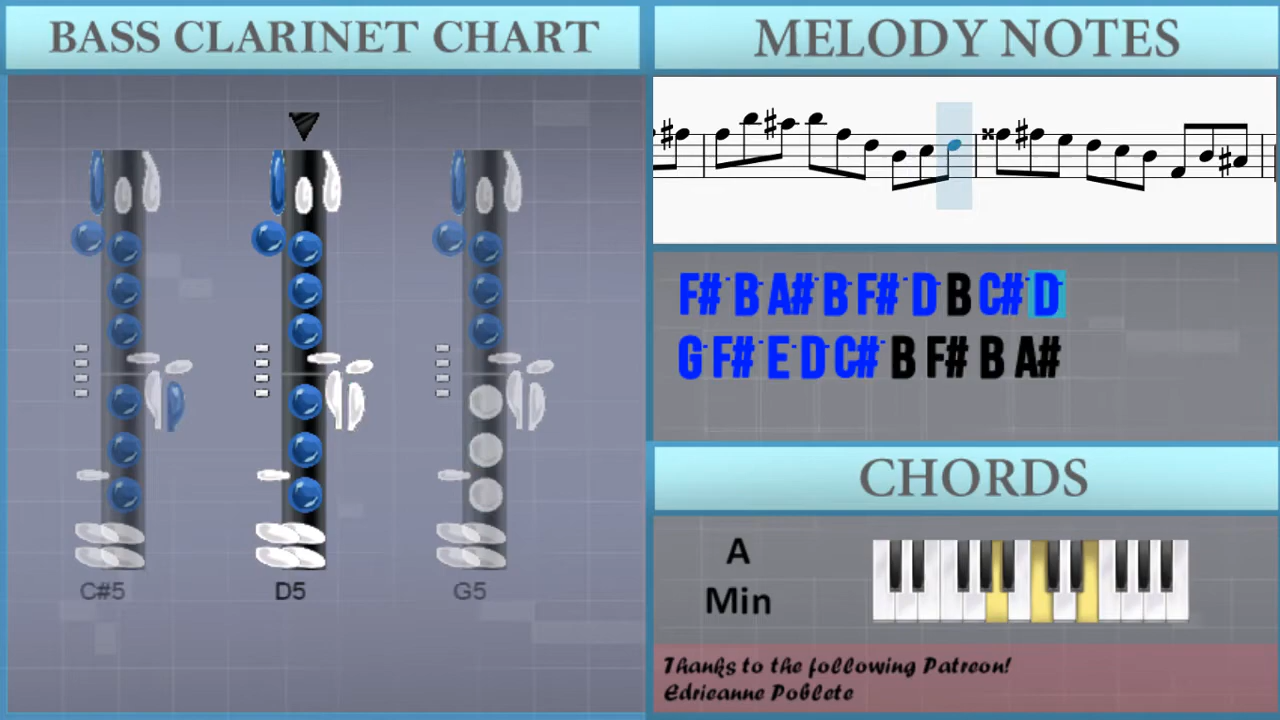 BASS CLARINET CHART
C#5 D5 G5
MELODY NOTES
F#· B· A#· B· F#· D· B C#· D·
G· F#· E· D· C#· B F# B A#
CHORDS
A
Min
Thanks to the following Patreon!
Edrieanne Poblete